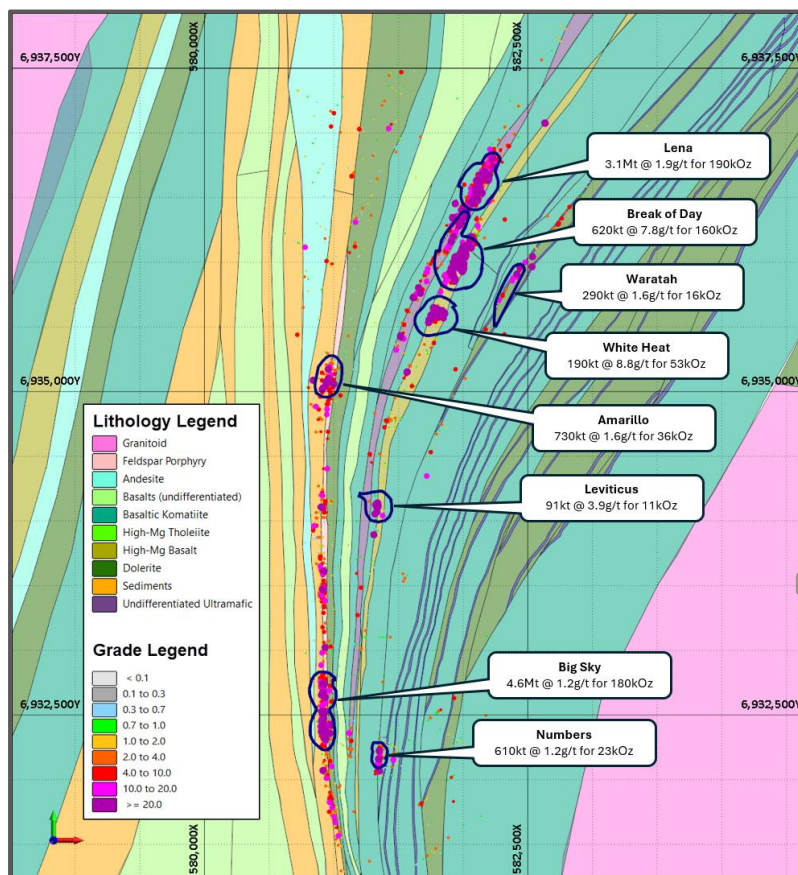 580,000X
582,500X
6,937,500Y
6,937,500Y
Lena
3.1Mt @ 1.9g/t for 190kOz
Break of Day
620kt @ 7.8g/t for 160kOz
Waratah
290kt @ 1.6g/t for 16kOz
White Heat
190kt @ 8.8g/t for 53kOz
6,935,000Y
6,935,000Y
Amarillo
730kt @ 1.6g/t for 36kOz
Leviticus
91kt @ 3.9g/t for 11kOz
Lithology Legend
Granitoid
Feldspar Porphyry
Andesite
Basalts (undifferentiated)
Basaltic Komatiite
High-Mg Tholeiite
High-Mg Basalt
Dolerite
Sediments
Undifferentiated Ultramafic
Grade Legend
< 0.1
0.1 to 0.3
0.3 to 0.7
0.7 to 1.0
1.0 to 2.0
2.0 to 4.0
4.0 to 10.0
10.0 to 20.0
>= 20.0
Big Sky
4.6Mt @ 1.2g/t for 180kOz
6,932,500Y
6,932,500Y
Numbers
610kt @ 1.2g/t for 23kOz
580,000X
582,500X